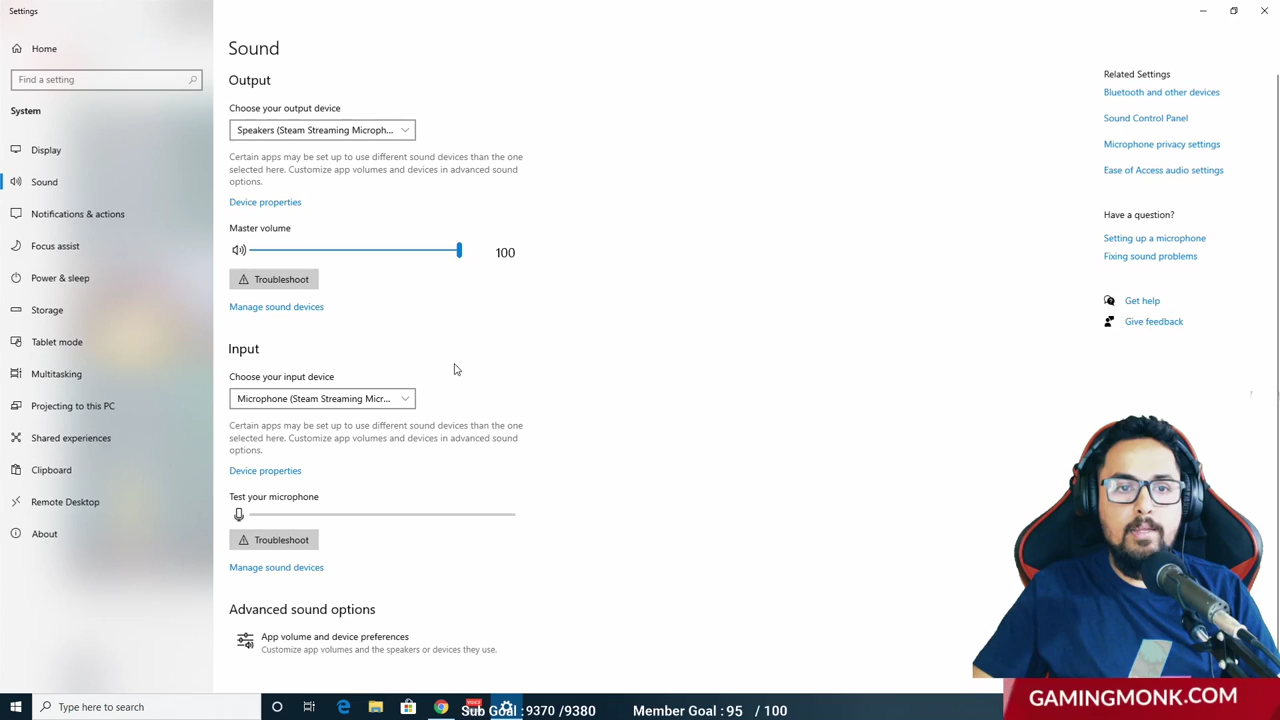 Settings
Home
Find a setting
System
Display
Sound
Notifications & actions
Focus assist
Power & sleep
Storage
Tablet mode
Multitasking
Projecting to this PC
Shared experiences
Clipboard
Remote Desktop
About
Sound
Output
Choose your output device
Speakers (Steam Streaming Microph...
Certain apps may be set up to use different sound devices than the one
selected here. Customize app volumes and devices in advanced sound
options.
Device properties
Master volume
100
Troubleshoot
Manage sound devices
Input
Choose your input device
Microphone (Steam Streaming Micr...
Certain apps may be set up to use different sound devices than the one
selected here. Customize app volumes and devices in advanced sound
options.
Device properties
Test your microphone
Troubleshoot
Manage sound devices
Advanced sound options
App volume and device preferences
Customize app volumes and the speakers or devices they use.
Related Settings
Bluetooth and other devices
Sound Control Panel
Microphone privacy settings
Ease of Access audio settings
Have a question?
Setting up a microphone
Fixing sound problems
Get help
Give feedback
GAMINGMONK.COM
Type here to search
Sub Goal :9370 /9380
Member Goal : 95 / 100